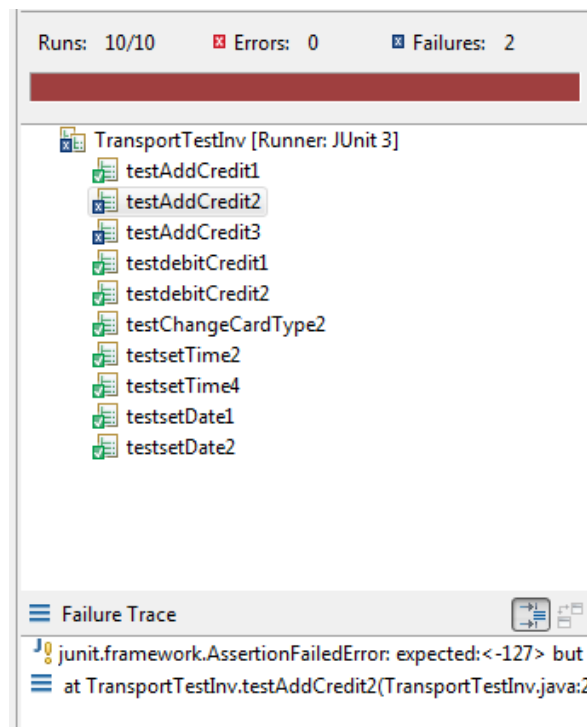 Runs: 10/10 Errors: 0 Failures: 2
TransportTestInv [Runner: JUnit 3]
testAddCredit1
testAddCredit2
testAddCredit3
testdebitCredit1
testdebitCredit2
testChangeCardType2
testsetTime2
testsetTime4
testsetDate1
testsetDate2
Failure Trace
junit.framework.AssertionFailedError: expected:<-127> but
at TransportTestInv.testAddCredit2(TransportTestInv.java:2